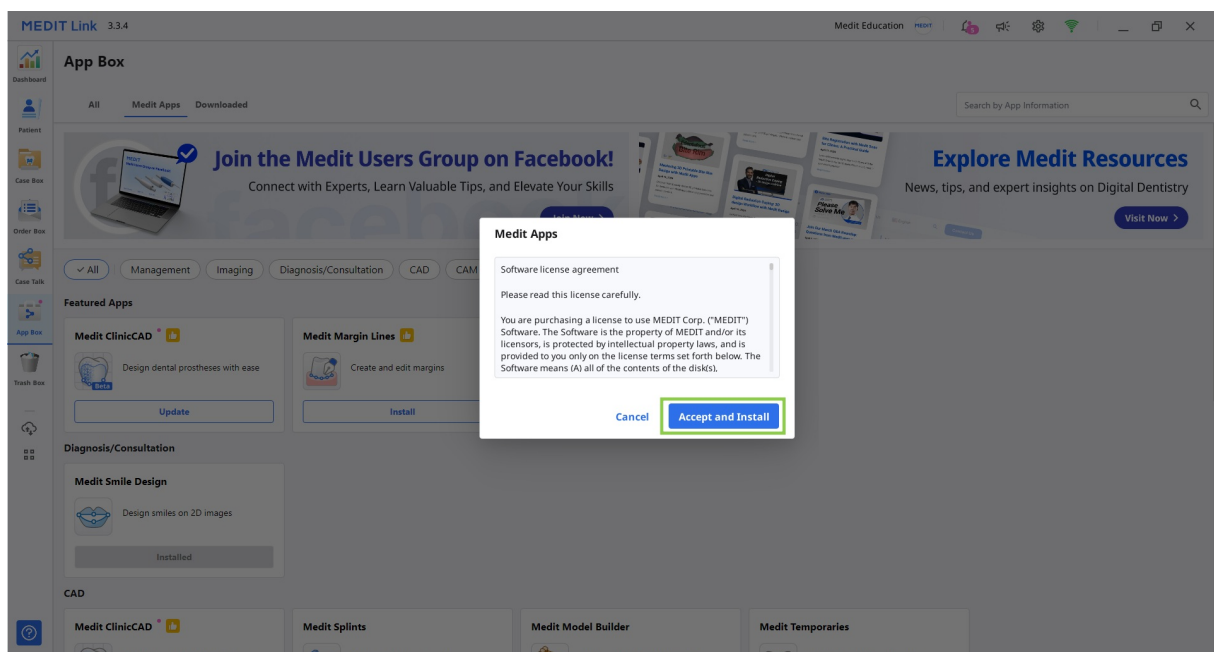 MEDIT Link 3.3.4
Medit Education
MEDIT
Dashboard
Patient
Case Box
Order Box
Case Talk
App Box
Trash Box
App Box
All Medit Apps Downloaded
Search by App Information
Join the Medit Users Group on Facebook!
Connect with Experts, Learn Valuable Tips, and Elevate Your Skills
Join Now >
Explore Medit Resources
News, tips, and expert insights on Digital Dentistry
Visit Now >
Please
Solve Me
All Management Imaging Diagnosis/Consultation CAD CAM
Featured Apps
Medit ClinicCAD
Design dental prostheses with ease
Beta
Update
Medit Margin Lines
Create and edit margins
Install
Diagnosis/Consultation
Medit Smile Design
Design smiles on 2D images
Installed
CAD
Medit ClinicCAD
Medit Splints
Medit Model Builder
Medit Temporaries
Medit Apps
Software license agreement
Please read this license carefully.
You are purchasing a license to use MEDIT Corp. ("MEDIT")
Software. The Software is the property of MEDIT and/or its
licensors, is protected by intellectual property laws, and is
provided to you only on the license terms set forth below. The
Software means (A) all of the contents of the disk(s),
Cancel
Accept and Install